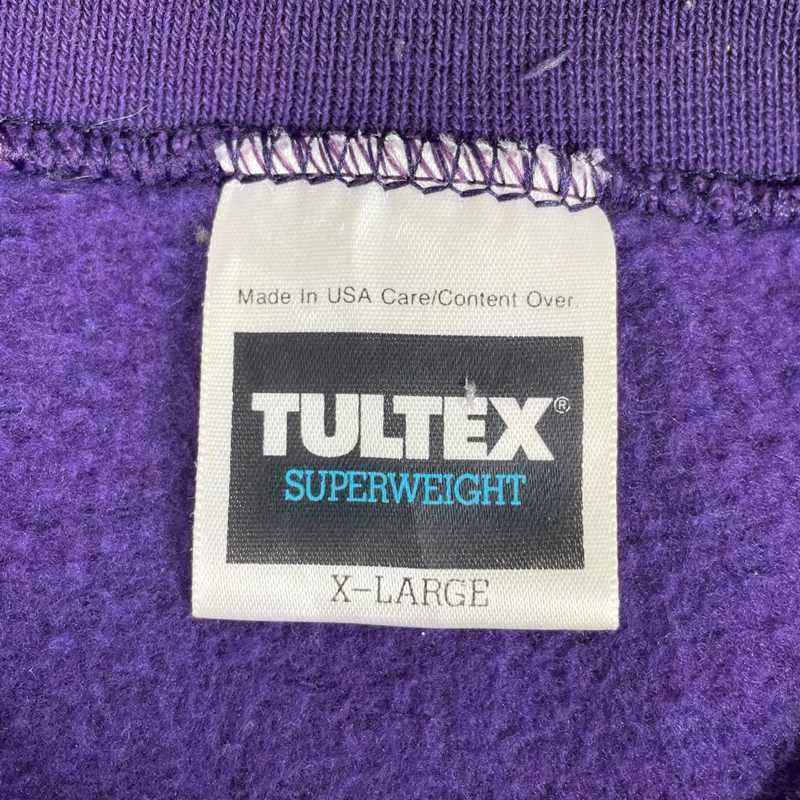 Made In USA Care/Content Over.
TULTEX®
SUPERWEIGHT
X-LARGE